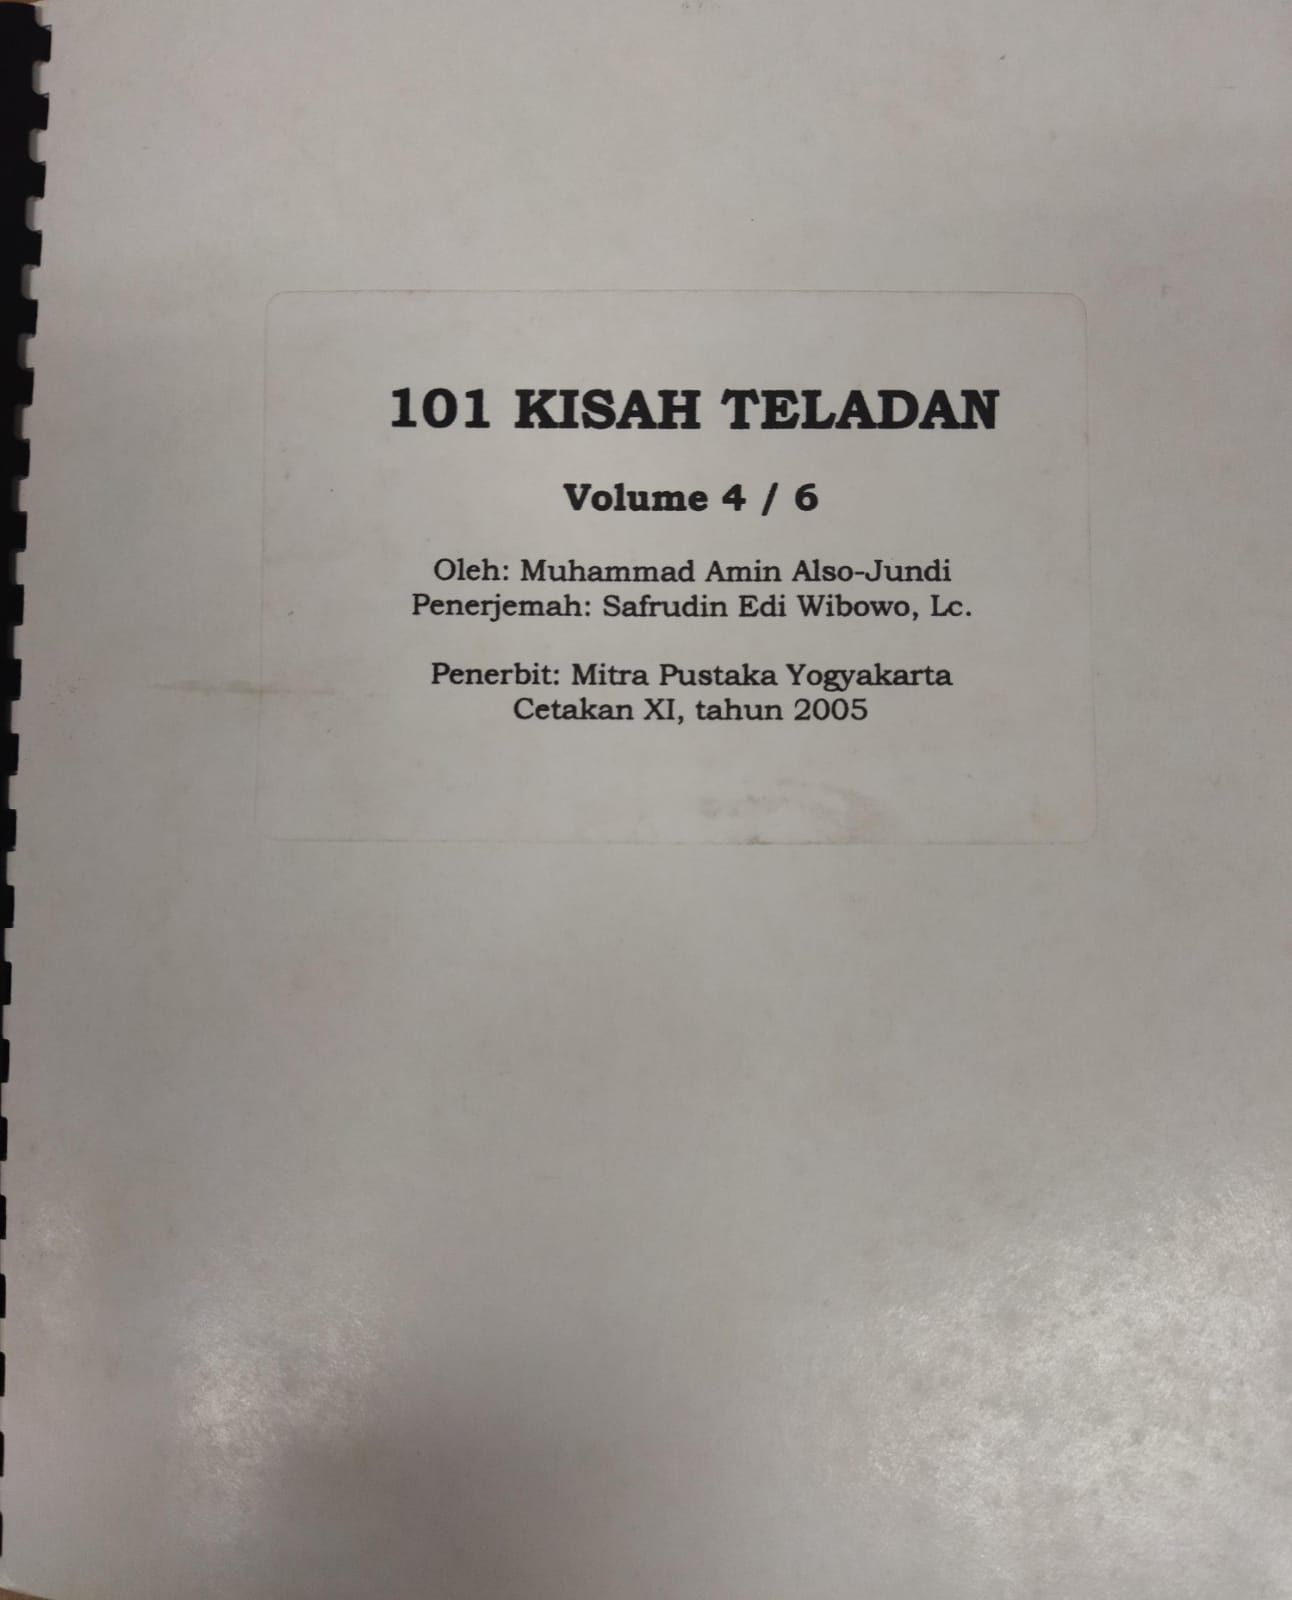 101 KISAH TELADAN
Volume 4 / 6
Oleh: Muhammad Amin Also-Jundi
Penerjemah: Safrudin Edi Wibowo, Lc.
Penerbit: Mitra Pustaka Yogyakarta
Cetakan XI, tahun 2005